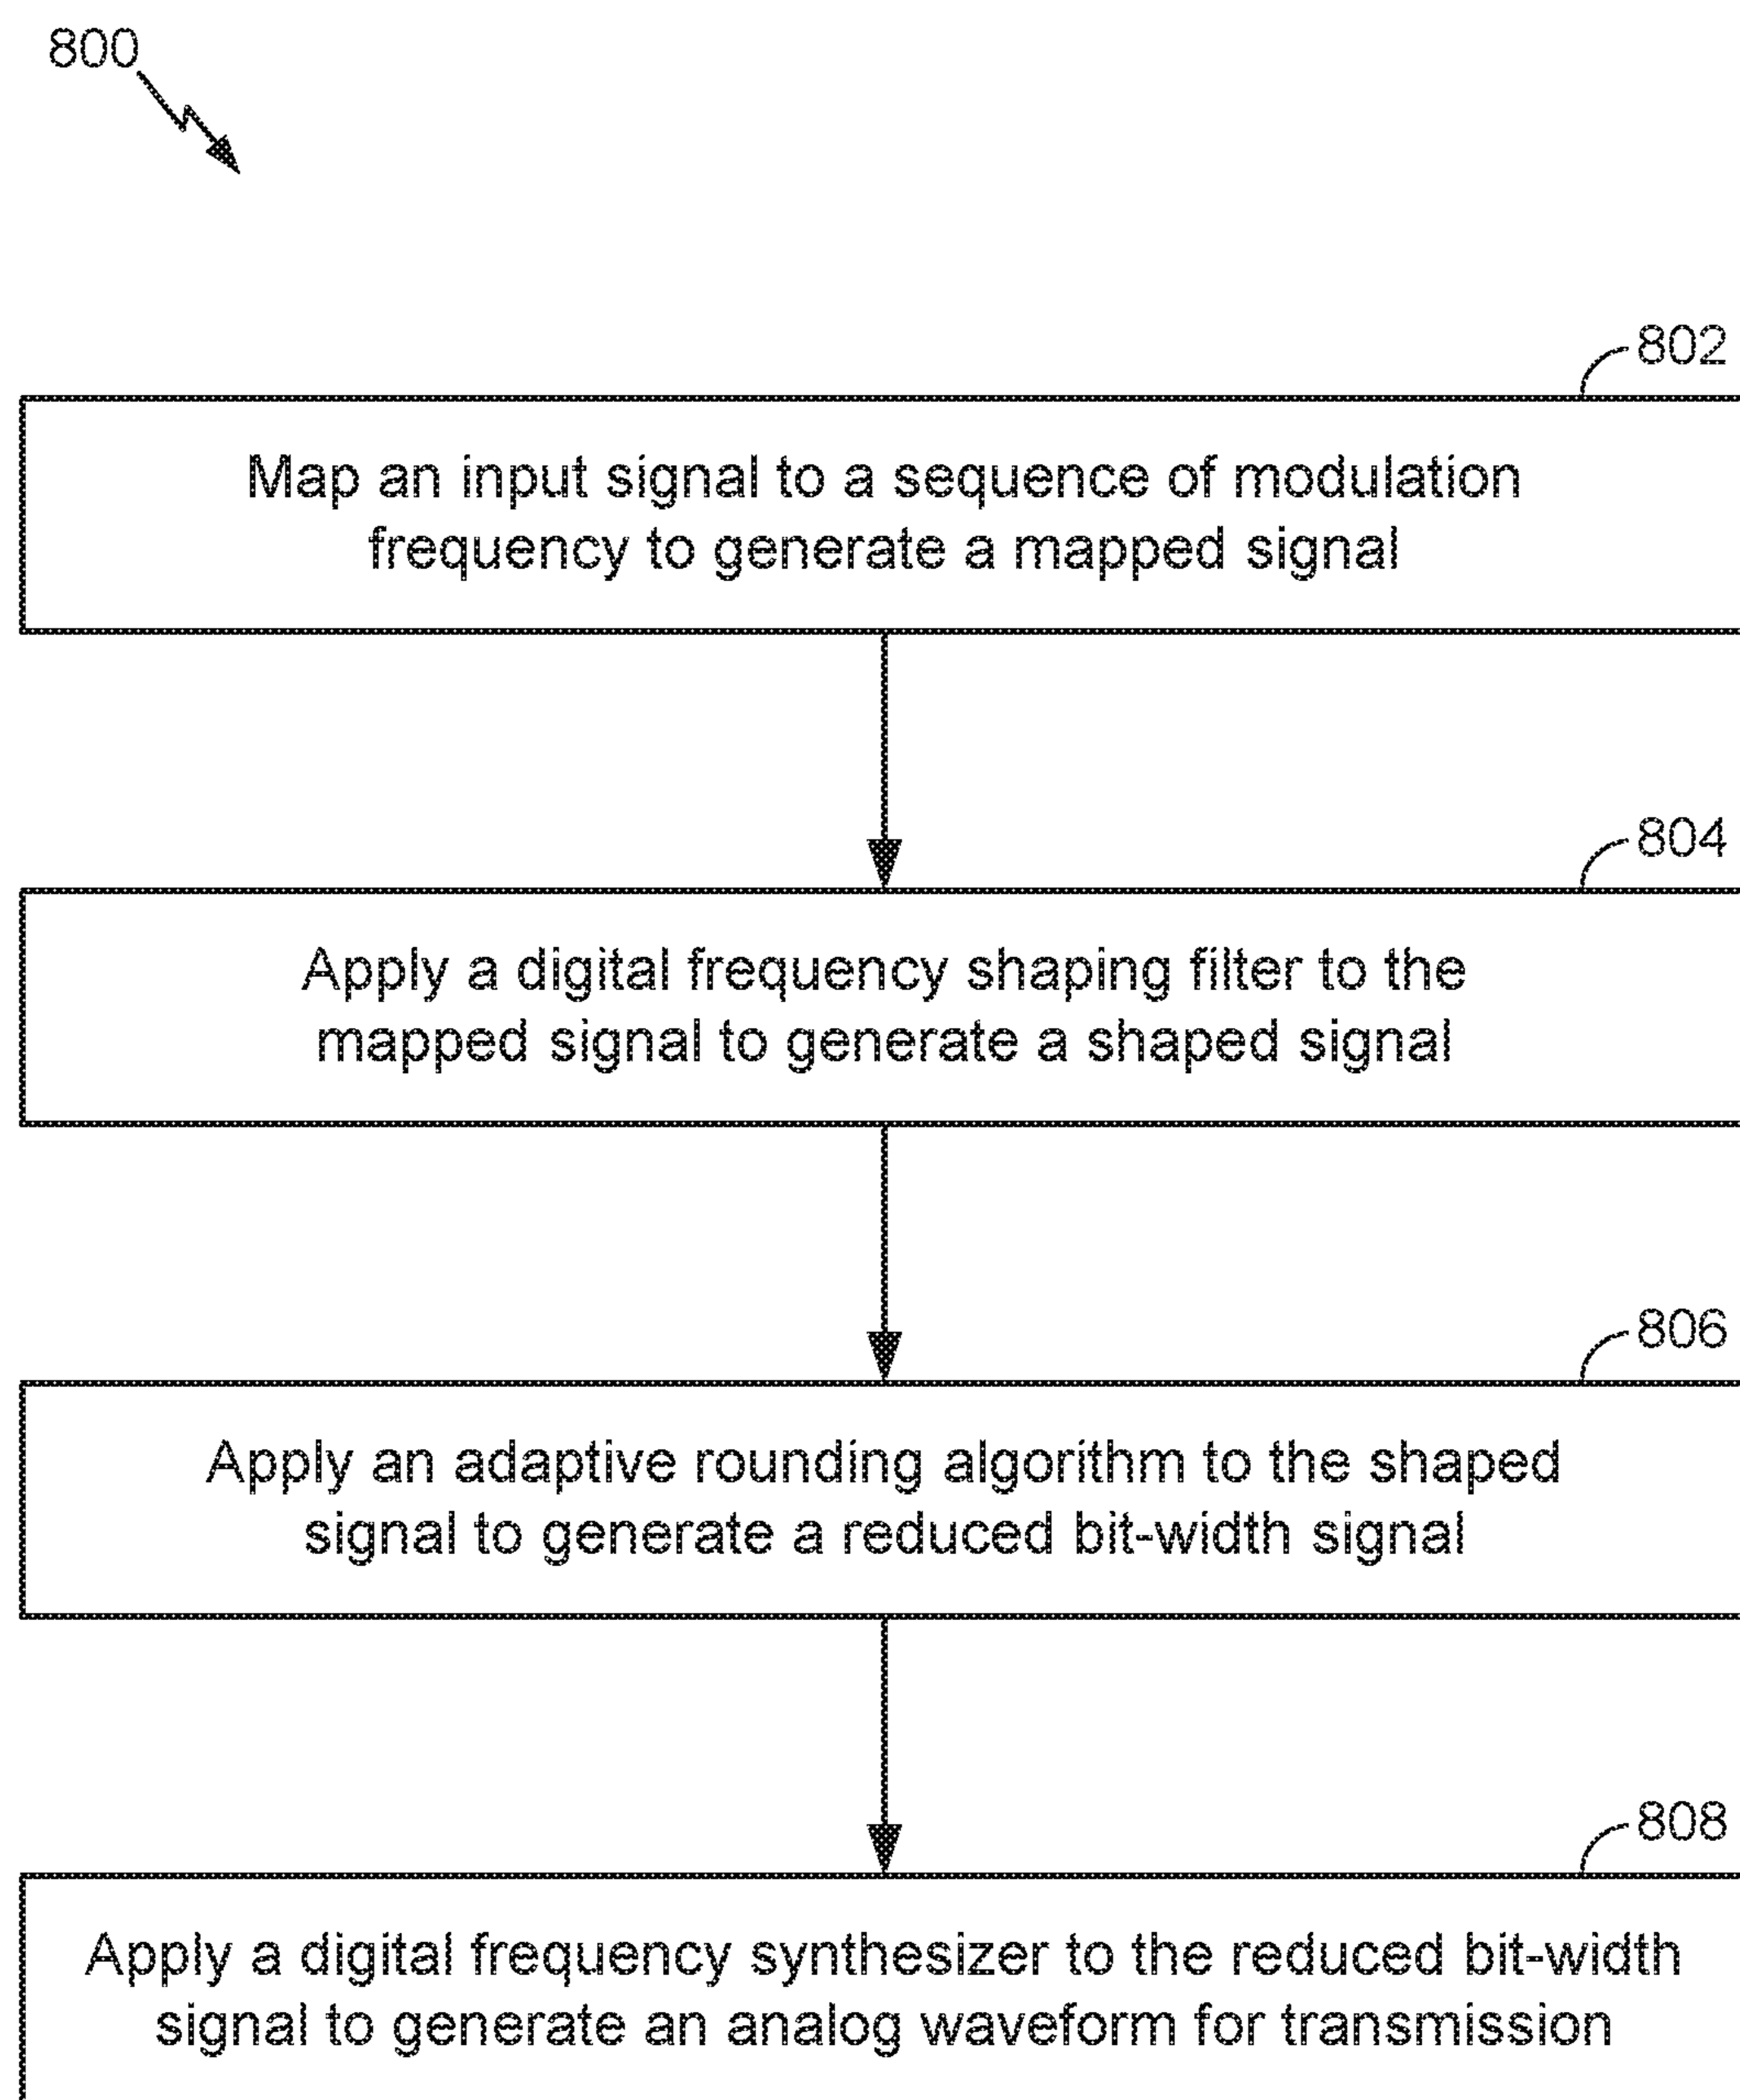 800
802
Map an input signal to a sequence of modulation
frequency to generate a mapped signal
804
Apply a digital frequency shaping filter to the
mapped signal to generate a shaped signal
806
Apply an adaptive rounding algorithm to the shaped
signal to generate a reduced bit-width signal
808
Apply a digital frequency synthesizer to the reduced bit-width
signal to generate an analog waveform for transmission